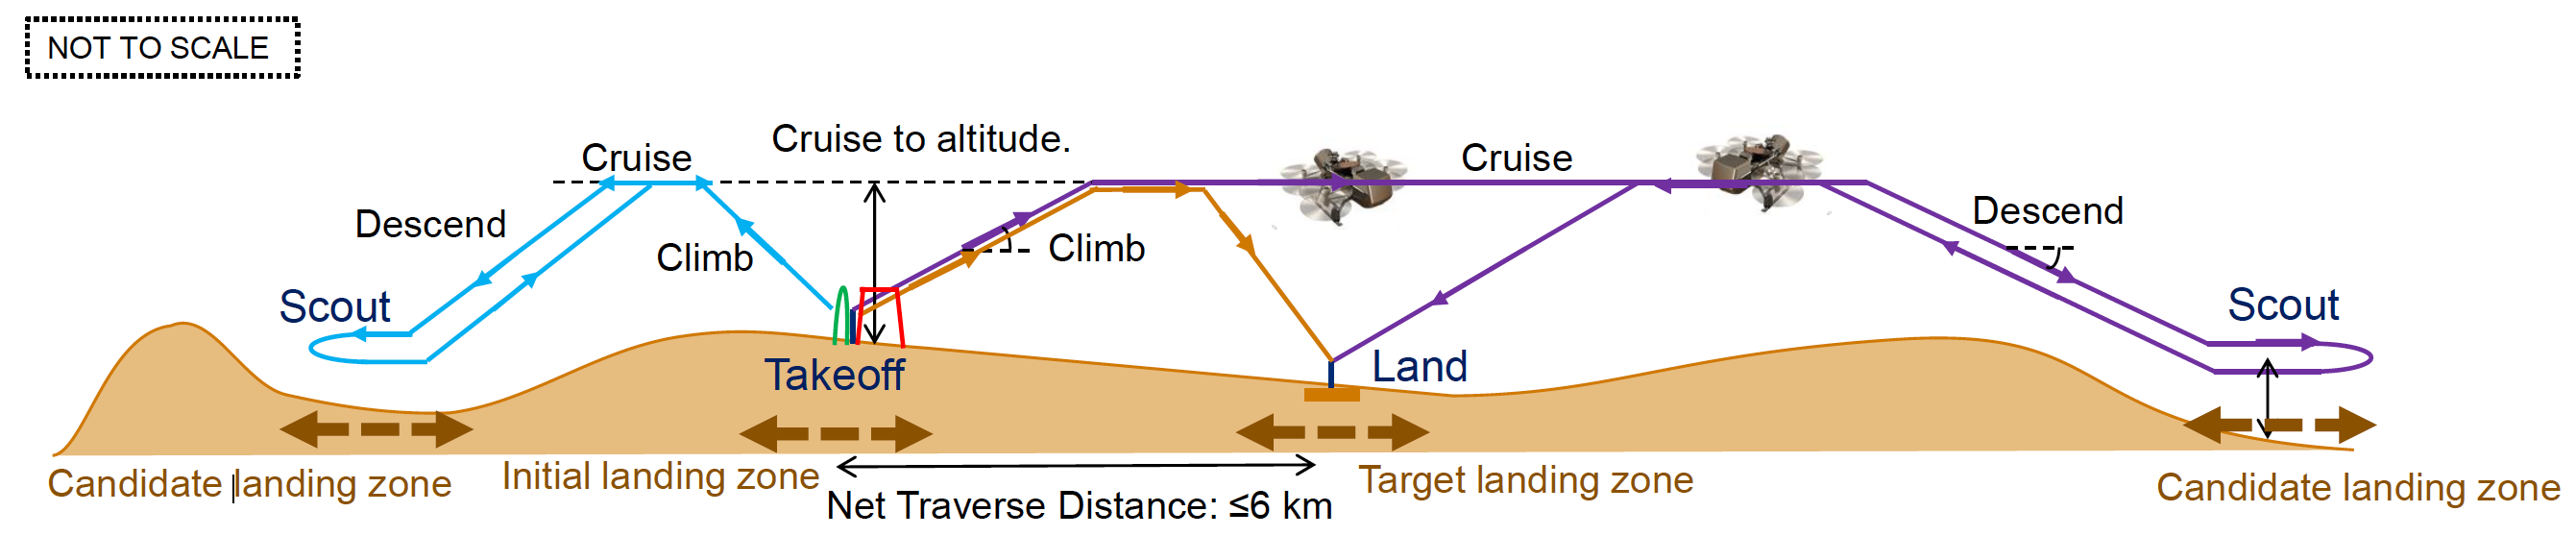 NOT TO SCALE
Cruise
Cruise to altitude.
Cruise
Descend
Climb
Climb
Descend
Scout
Scout
Takeoff
Land
Candidate landing zone
Initial landing zone
Net Traverse Distance: ≤6 km
Target landing zone
Candidate landing zone